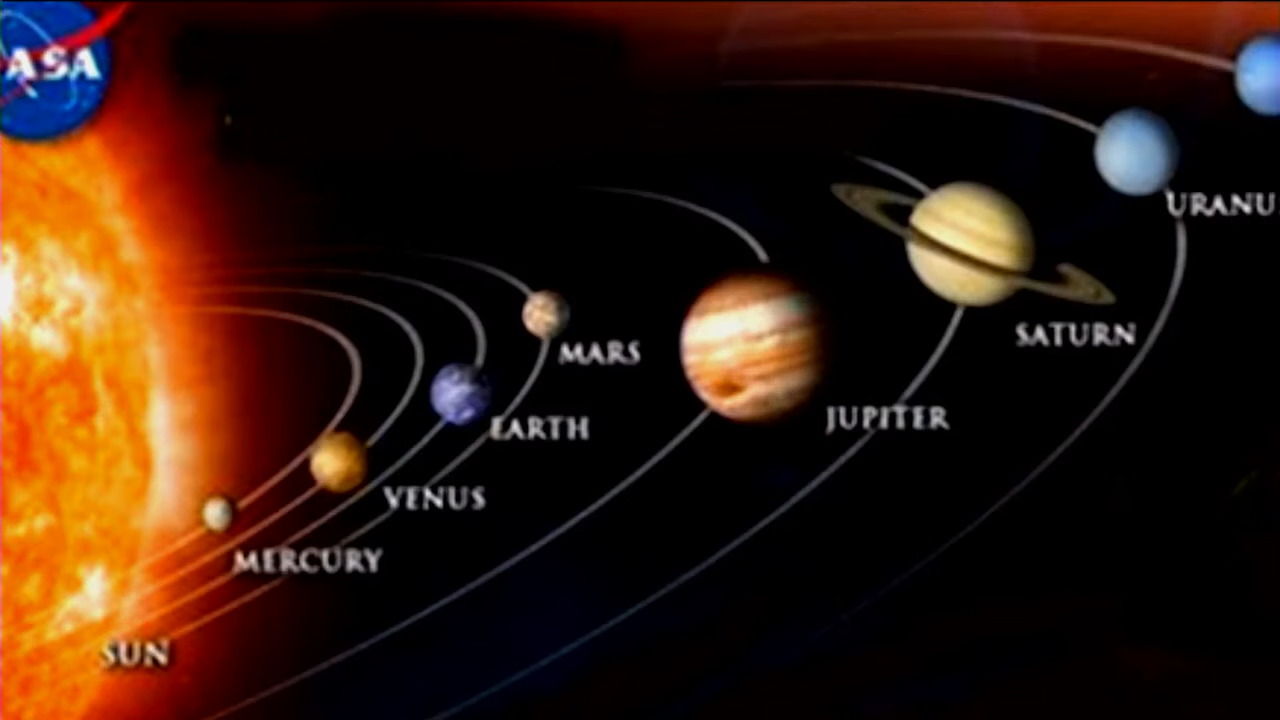 ASA
URANU
SATURN
MARS
JUPITER
EARTH
VENUS
MERCURY
SUN